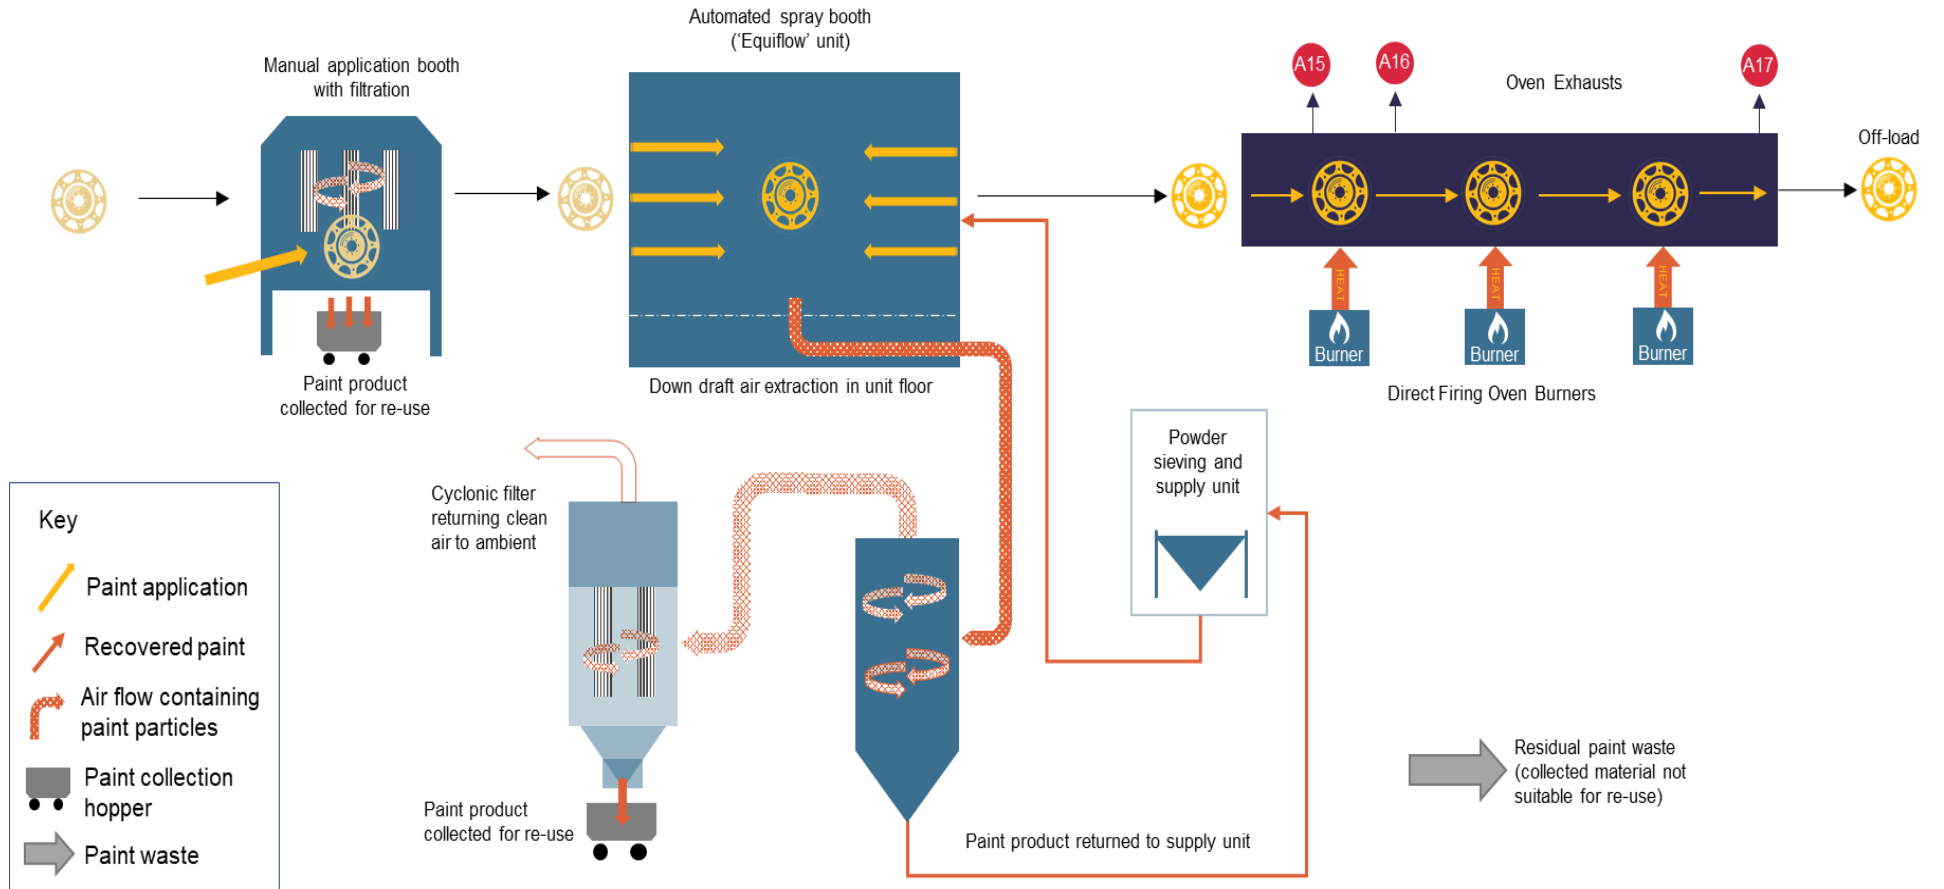 Automated spray booth
(‘Equiflow’ unit)
Manual application booth
with filtration
A15
A16
A17
Oven Exhausts
Off-load
HEAT
HEAT
HEAT
Burner
Burner
Burner
Direct Firing Oven Burners
Paint product
collected for re-use
Down draft air extraction in unit floor
Powder
sieving and
supply unit
Cyclonic filter
returning clean
air to ambient
Key
Paint application
Recovered paint
Air flow containing
paint particles
Paint collection
hopper
Paint waste
Paint product
collected for re-use
Paint product returned to supply unit
Residual paint waste
(collected material not
suitable for re-use)